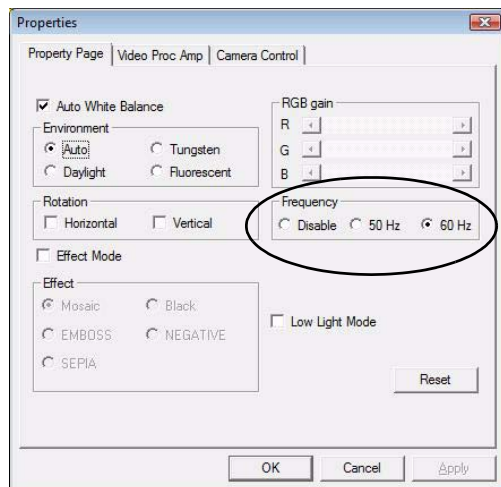 Properties
Property Page Video Proc Amp Camera Control
Auto White Balance
Environment
Auto Tungsten
Daylight Fluorescent
RGB gain
R
G
B
Rotation
Horizontal Vertical
Frequency
Disable 50 Hz 60 Hz
Effect Mode
Effect
Mosaic Black
EMBOSS NEGATIVE
SEPIA
Low Light Mode
Reset
OK Cancel Apply